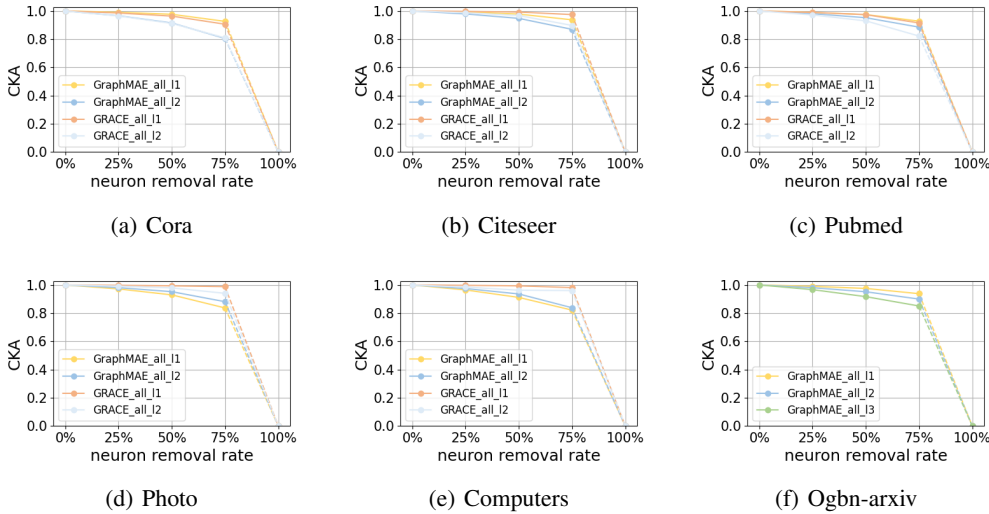 1.0
0.8
0.6
0.4
0.2
0.0
CKA
GraphMAE_all_l1
GraphMAE_all_l2
GRACE_all_l1
GRACE_all_l2
0% 25% 50% 75% 100%
neuron removal rate
(a) Cora
1.0
0.8
0.6
0.4
0.2
0.0
CKA
GraphMAE_all_l1
GraphMAE_all_l2
GRACE_all_l1
GRACE_all_l2
0% 25% 50% 75% 100%
neuron removal rate
(b) Citeseer
1.0
0.8
0.6
0.4
0.2
0.0
CKA
GraphMAE_all_l1
GraphMAE_all_l2
GRACE_all_l1
GRACE_all_l2
0% 25% 50% 75% 100%
neuron removal rate
(c) Pubmed
1.0
0.8
0.6
0.4
0.2
0.0
CKA
GraphMAE_all_l1
GraphMAE_all_l2
GRACE_all_l1
GRACE_all_l2
0% 25% 50% 75% 100%
neuron removal rate
(d) Photo
1.0
0.8
0.6
0.4
0.2
0.0
CKA
GraphMAE_all_l1
GraphMAE_all_l2
GRACE_all_l1
GRACE_all_l2
0% 25% 50% 75% 100%
neuron removal rate
(e) Computers
1.0
0.8
0.6
0.4
0.2
0.0
CKA
GraphMAE_all_l1
GraphMAE_all_l2
GraphMAE_all_l3
0% 25% 50% 75% 100%
neuron removal rate
(f) Ogbn-arxiv